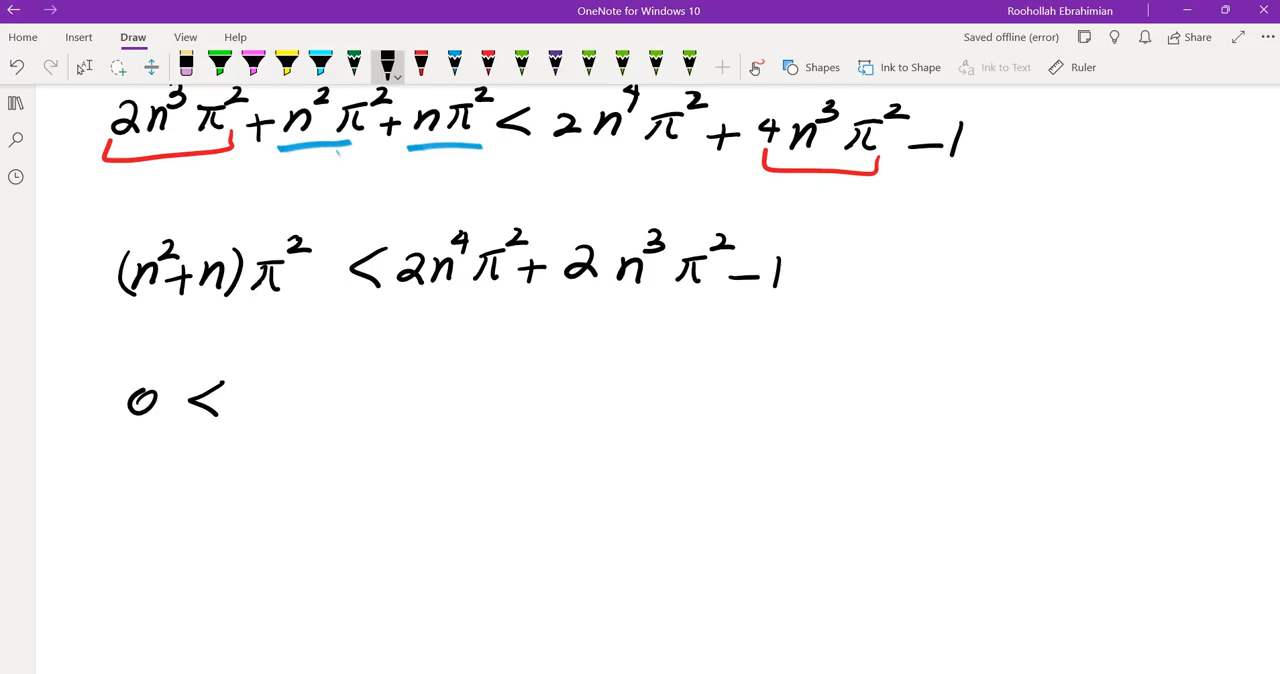 OneNote for Windows 10
Roohollah Ebrahimian
Home Insert Draw View Help
Saved offline (error) Share
Shapes Ink to Shape Ink to Text Ruler
2n³π² + n²π² + nπ² < 2n⁴π² + 4n³π² − 1
(n²+n)π² < 2n⁴π² + 2n³π² − 1
0 <